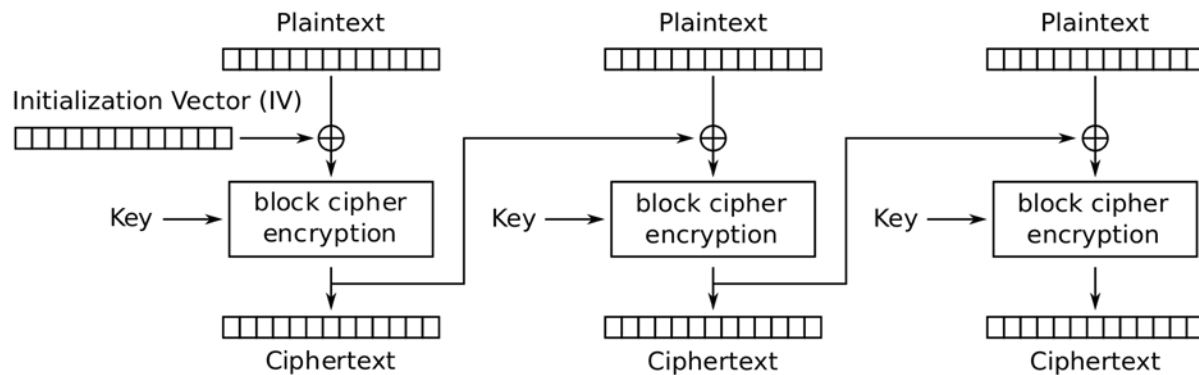 Plaintext
Plaintext
Plaintext
Initialization Vector (IV)
Key
block cipher
encryption
Key
block cipher
encryption
Key
block cipher
encryption
Ciphertext
Ciphertext
Ciphertext